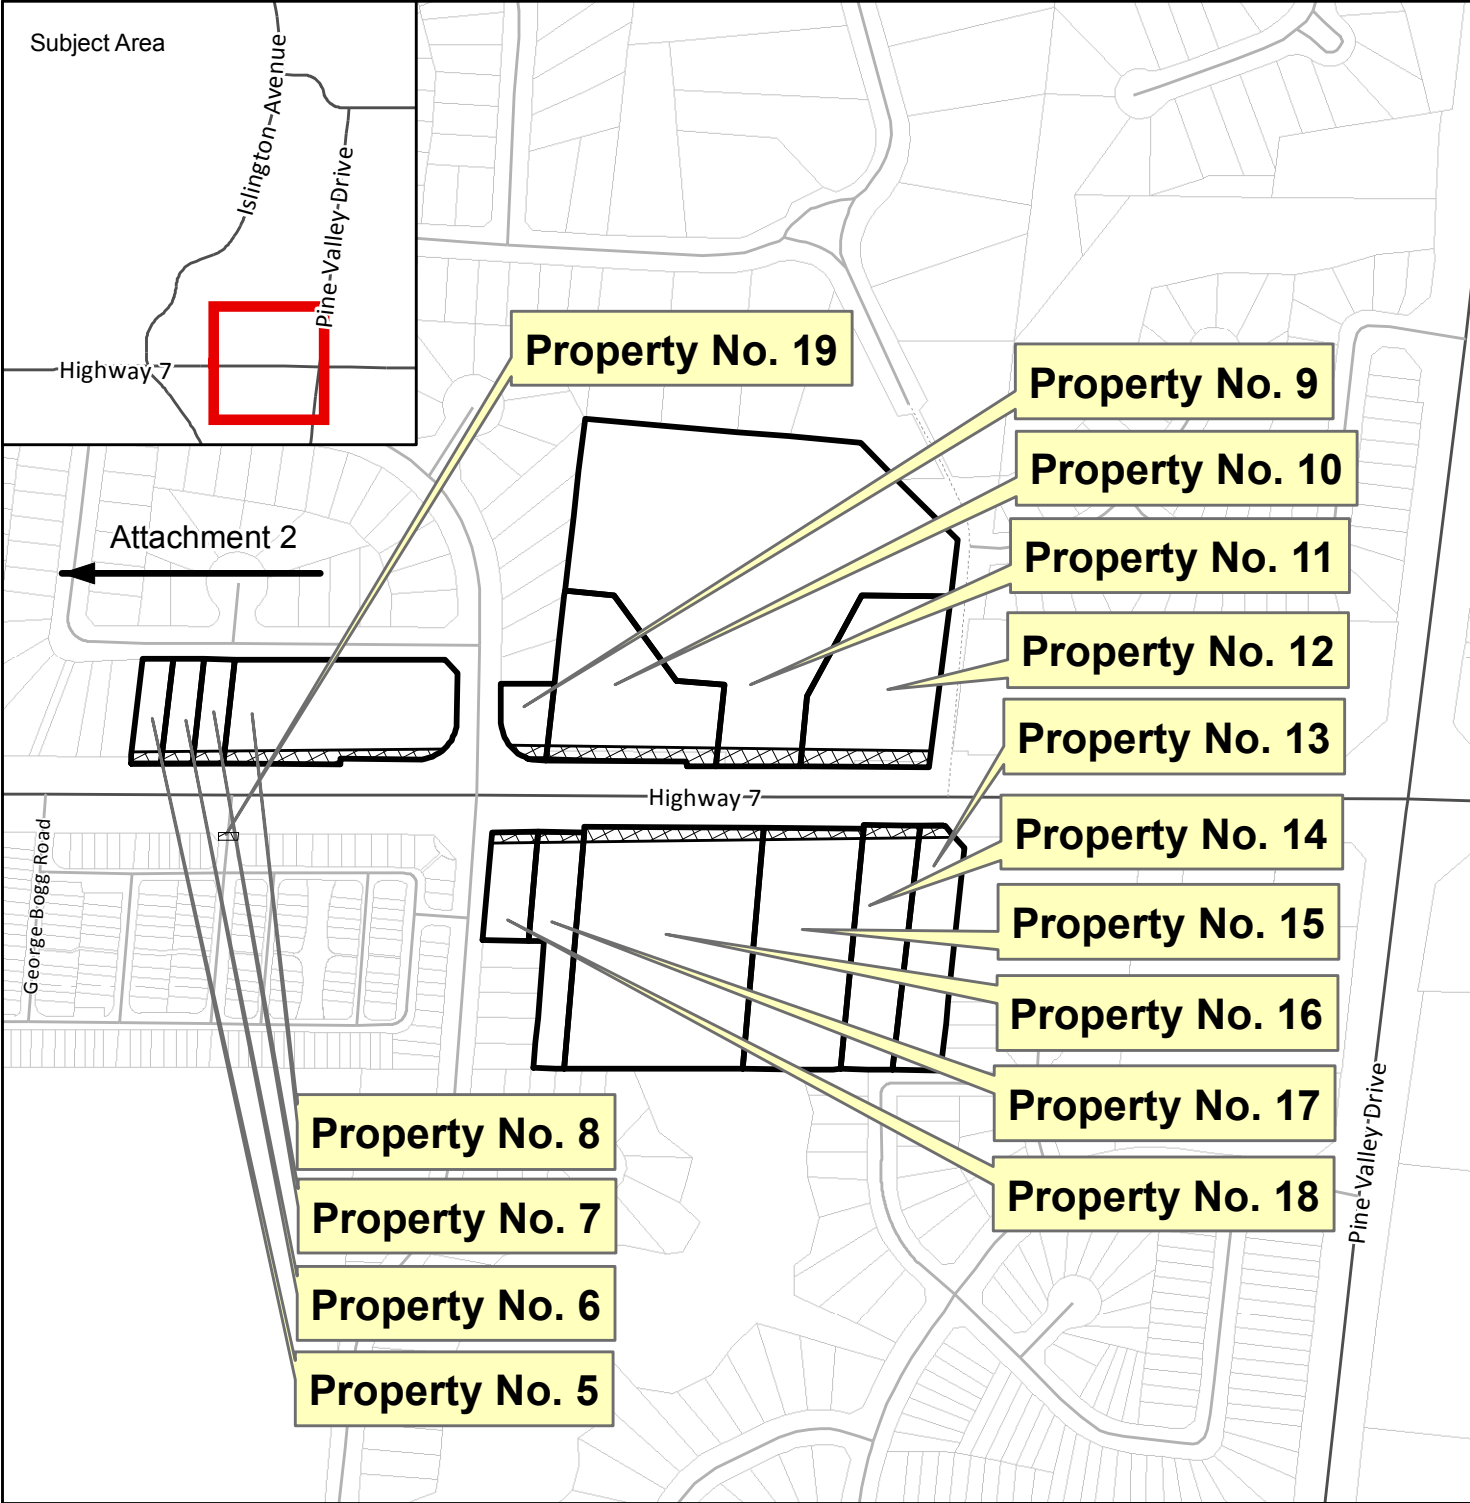 Subject Area
Islington Avenue
Pine Valley Drive
Highway 7
Property No. 19
Property No. 9
Property No. 10
Attachment 2
Property No. 11
Property No. 12
Property No. 13
Highway 7
Property No. 14
George Bogg Road
Property No. 15
Property No. 16
Property No. 17
Property No. 8
Pine Valley Drive
Property No. 18
Property No. 7
Property No. 6
Property No. 5